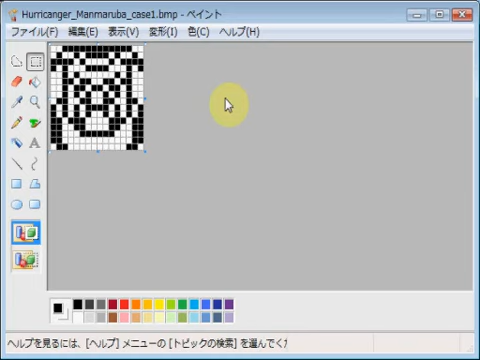 Hurricanger_Manmaruba_case1.bmp - ペイント
ファイル(F) 編集(E) 表示(V) 変形(I) 色(C) ヘルプ(H)
A
ヘルプを見るには、[ヘルプ] メニューの [トピックの検索] を選んでくだ